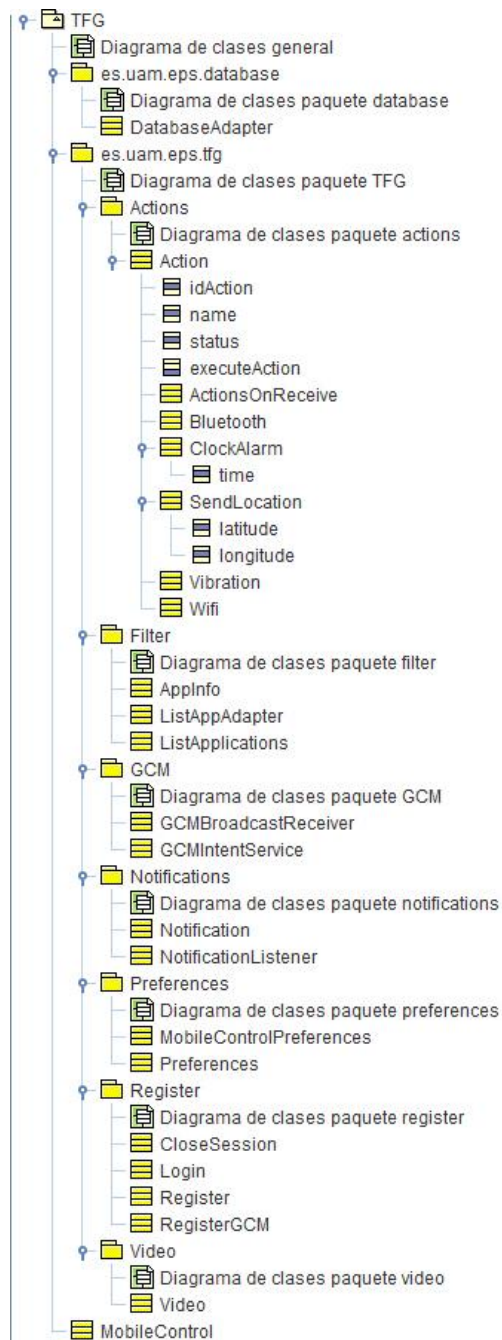 TFG
Diagrama de clases general
es.uam.eps.database
Diagrama de clases paquete database
DatabaseAdapter
es.uam.eps.tfg
Diagrama de clases paquete TFG
Actions
Diagrama de clases paquete actions
Action
idAction
name
status
executeAction
ActionsOnReceive
Bluetooth
ClockAlarm
time
SendLocation
latitude
longitude
Vibration
Wifi
Filter
Diagrama de clases paquete filter
AppInfo
ListAppAdapter
ListApplications
GCM
Diagrama de clases paquete GCM
GCMBroadcastReceiver
GCMIntentService
Notifications
Diagrama de clases paquete notifications
Notification
NotificationListener
Preferences
Diagrama de clases paquete preferences
MobileControlPreferences
Preferences
Register
Diagrama de clases paquete register
CloseSession
Login
Register
RegisterGCM
Video
Diagrama de clases paquete video
Video
MobileControl